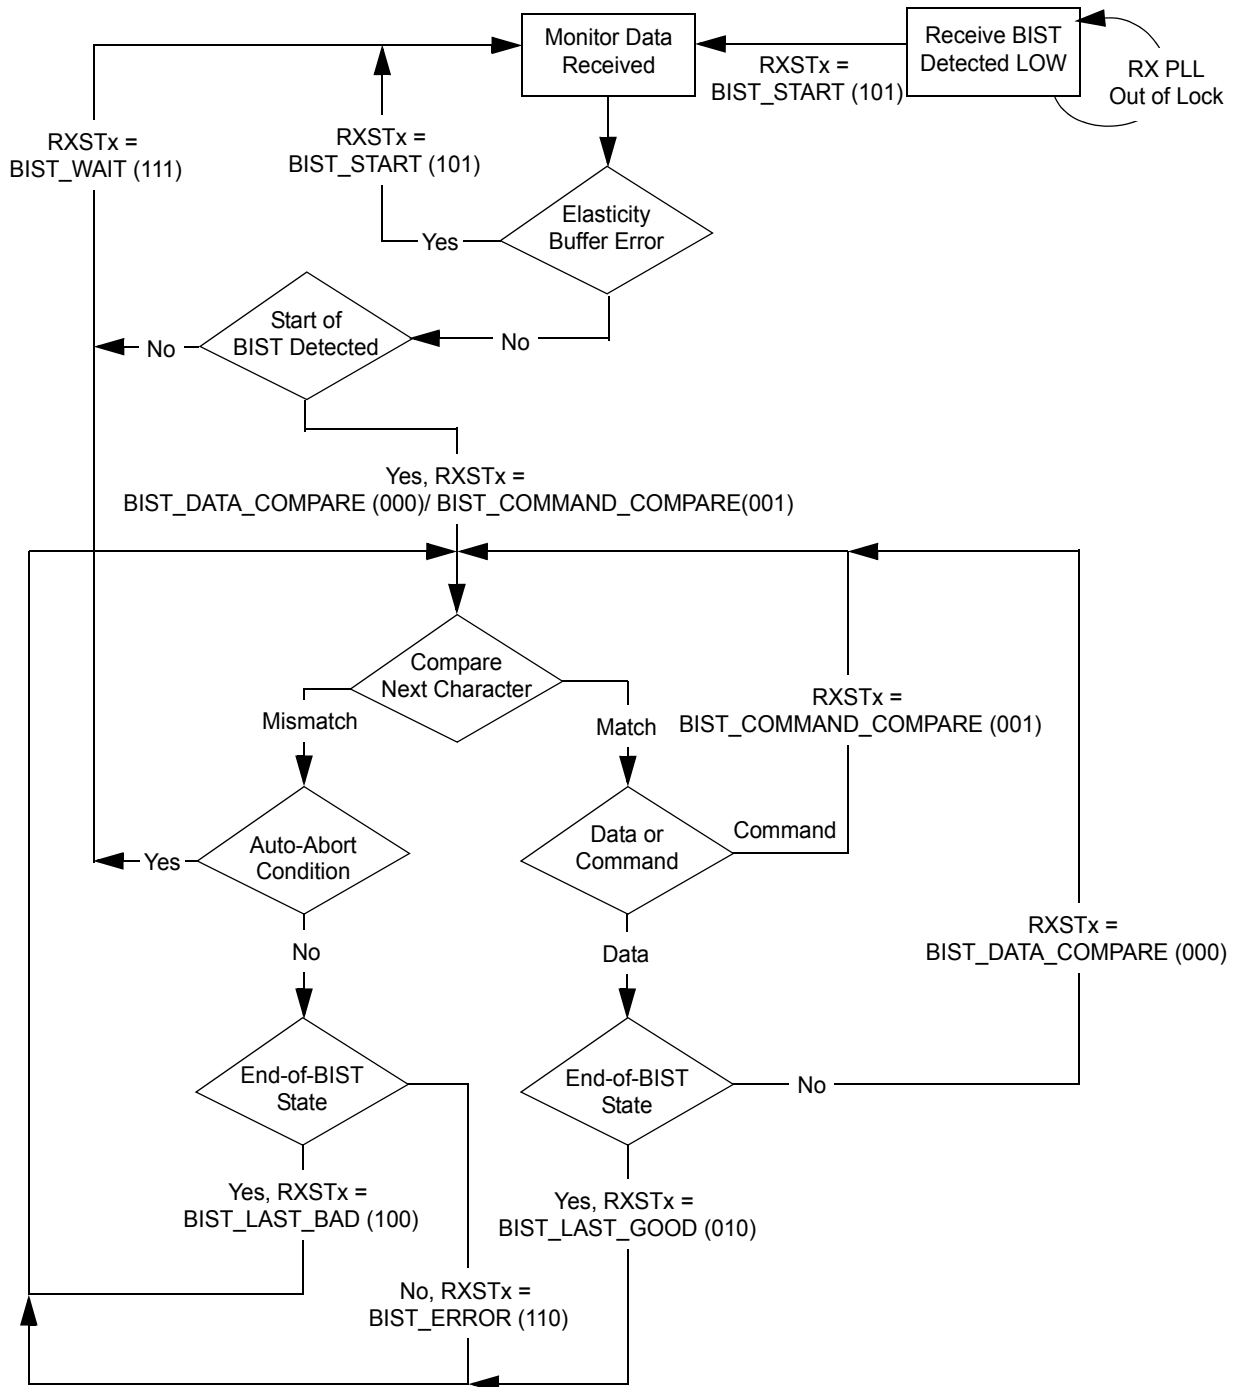 Monitor Data
Received
Receive BIST
Detected LOW
RX PLL
Out of Lock
RXSTx =
BIST_START (101)
RXSTx =
BIST_WAIT (111)
RXSTx =
BIST_START (101)
Elasticity
Buffer Error
Yes
Start of
BIST Detected
No
No
Yes, RXSTx =
BIST_DATA_COMPARE (000)/ BIST_COMMAND_COMPARE(001)
Compare
Next Character
Mismatch
Match
RXSTx =
BIST_COMMAND_COMPARE (001)
Auto-Abort
Condition
Yes
Data or
Command
Command
No
Data
RXSTx =
BIST_DATA_COMPARE (000)
End-of-BIST
State
End-of-BIST
State
No
Yes, RXSTx =
BIST_LAST_BAD (100)
Yes, RXSTx =
BIST_LAST_GOOD (010)
No, RXSTx =
BIST_ERROR (110)